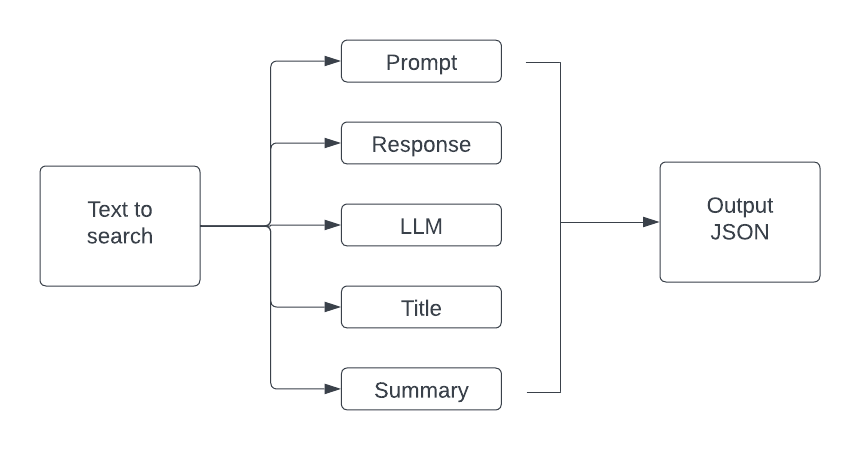 Prompt
Response
Text to
search
LLM
Output
JSON
Title
Summary